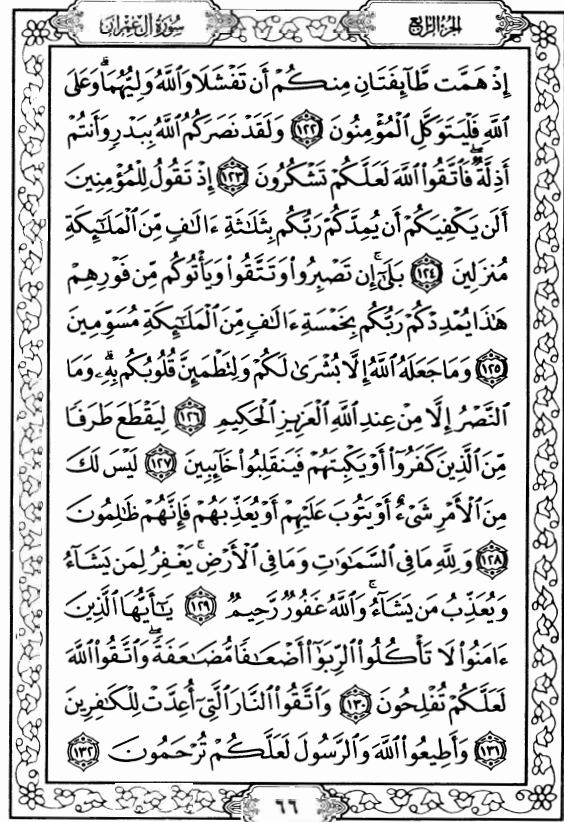 الجزء الرابع
سورة آل عمران
إِذْ هَمَّت طَّآئِفَتَانِ مِنكُمْ أَن تَفْشَلَا وَٱللَّهُ وَلِيُّهُمَا ۗ وَعَلَى
ٱللَّهِ فَلْيَتَوَكَّلِ ٱلْمُؤْمِنُونَ ١٢٢ وَلَقَدْ نَصَرَكُمُ ٱللَّهُ بِبَدْرٍ وَأَنتُمْ
أَذِلَّةٌ ۖ فَٱتَّقُوا۟ ٱللَّهَ لَعَلَّكُمْ تَشْكُرُونَ ١٢٣ إِذْ تَقُولُ لِلْمُؤْمِنِينَ
أَلَن يَكْفِيَكُمْ أَن يُمِدَّكُمْ رَبُّكُم بِثَلَـٰثَةِ ءَالَـٰفٍ مِّنَ ٱلْمَلَـٰٓئِكَةِ
مُنزَلِينَ ١٢٤ بَلَىٰٓ ۚ إِن تَصْبِرُوا۟ وَتَتَّقُوا۟ وَيَأْتُوكُم مِّن فَوْرِهِمْ
هَـٰذَا يُمْدِدْكُمْ رَبُّكُم بِخَمْسَةِ ءَالَـٰفٍ مِّنَ ٱلْمَلَـٰٓئِكَةِ مُسَوِّمِينَ
١٢٥ وَمَا جَعَلَهُ ٱللَّهُ إِلَّا بُشْرَىٰ لَكُمْ وَلِتَطْمَئِنَّ قُلُوبُكُم بِهِۦ ۗ وَمَا
ٱلنَّصْرُ إِلَّا مِنْ عِندِ ٱللَّهِ ٱلْعَزِيزِ ٱلْحَكِيمِ ١٢٦ لِيَقْطَعَ طَرَفًا
مِّنَ ٱلَّذِينَ كَفَرُوٓا۟ أَوْ يَكْبِتَهُمْ فَيَنقَلِبُوا۟ خَآئِبِينَ ١٢٧ لَيْسَ لَكَ
مِنَ ٱلْأَمْرِ شَىْءٌ أَوْ يَتُوبَ عَلَيْهِمْ أَوْ يُعَذِّبَهُمْ فَإِنَّهُمْ ظَـٰلِمُونَ
١٢٨ وَلِلَّهِ مَا فِى ٱلسَّمَـٰوَٰتِ وَمَا فِى ٱلْأَرْضِ ۚ يَغْفِرُ لِمَن يَشَآءُ
وَيُعَذِّبُ مَن يَشَآءُ ۚ وَٱللَّهُ غَفُورٌ رَّحِيمٌ ١٢٩ يَـٰٓأَيُّهَا ٱلَّذِينَ
ءَامَنُوا۟ لَا تَأْكُلُوا۟ ٱلرِّبَوٰٓا۟ أَضْعَـٰفًا مُّضَـٰعَفَةً ۖ وَٱتَّقُوا۟ ٱللَّهَ
لَعَلَّكُمْ تُفْلِحُونَ ١٣٠ وَٱتَّقُوا۟ ٱلنَّارَ ٱلَّتِىٓ أُعِدَّتْ لِلْكَـٰفِرِينَ
١٣١ وَأَطِيعُوا۟ ٱللَّهَ وَٱلرَّسُولَ لَعَلَّكُمْ تُرْحَمُونَ ١٣٢
٦٦